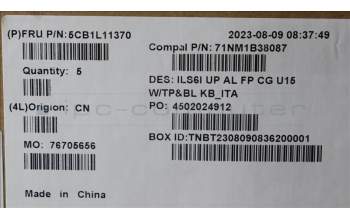 (P)FRU P/N:5CB1L11370
2023-08-09 08:37:49
Compal P/N:71NM1B38087
Quantity: 5
DES: ILS6I UP AL FP CG U15
W/TP&BL KB_ITA
(4L)Origion: CN
PO: 4502024912
MO: 76705656
BOX ID:TNBT2308090836200001
Made in China